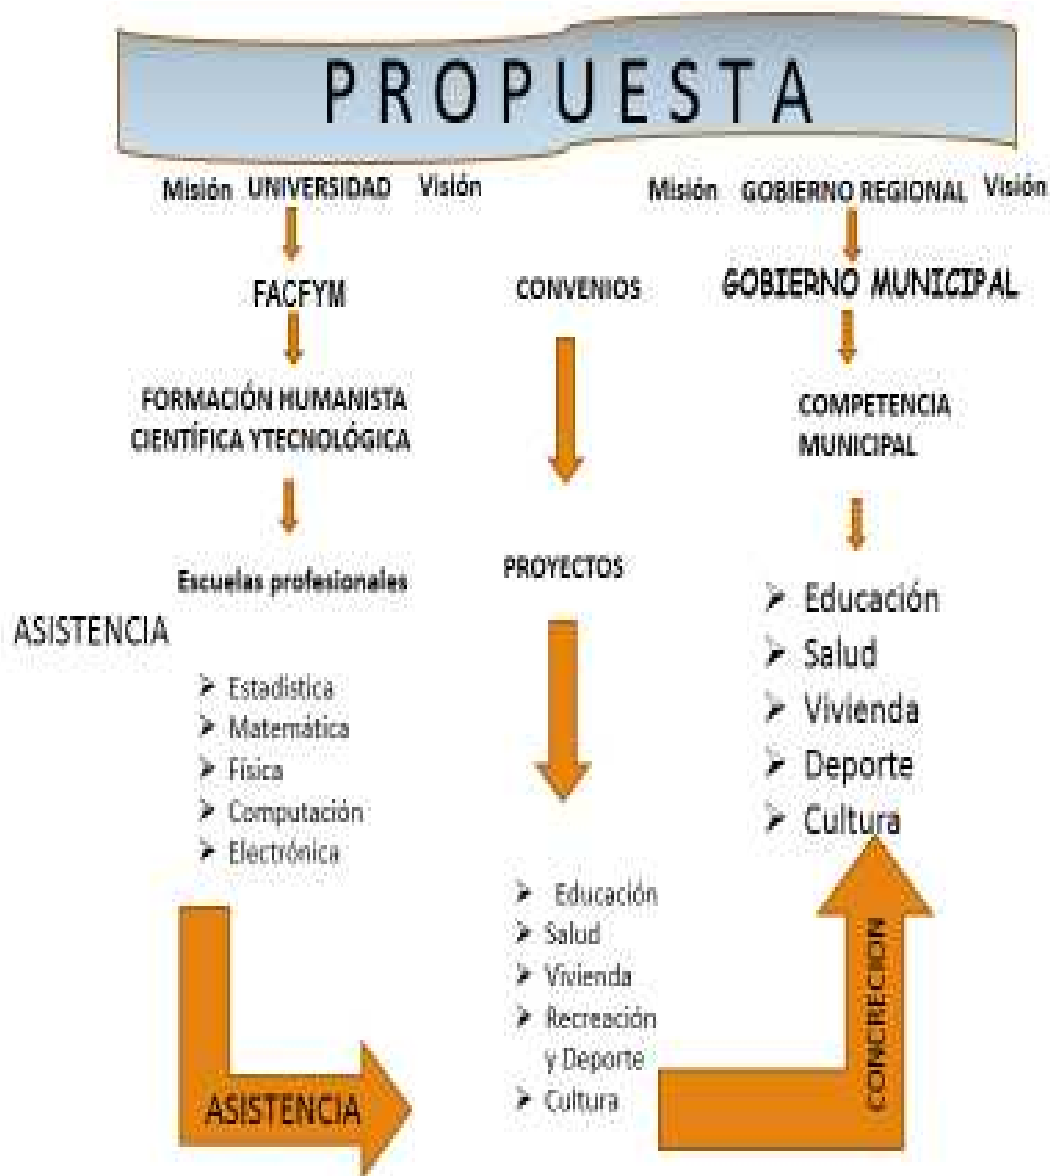 PROPUESTA
Misión UNIVERSIDAD Visión
Misión GOBIERNO REGIONAL Visión
FACFYM
CONVENIOS
GOBIERNO MUNICIPAL
FORMACIÓN HUMANISTA
CIENTÍFICA YTECNOLÓGICA
COMPETENCIA
MUNICIPAL
Escuelas profesionales
PROYECTOS
ASISTENCIA
➢ Estadística
➢ Matemática
➢ Física
➢ Computación
➢ Electrónica
➢ Educación
➢ Salud
➢ Vivienda
➢ Deporte
➢ Cultura
➢ Educación
➢ Salud
➢ Vivienda
➢ Recreación
y Deporte
➢ Cultura
ASISTENCIA
CONCRECION